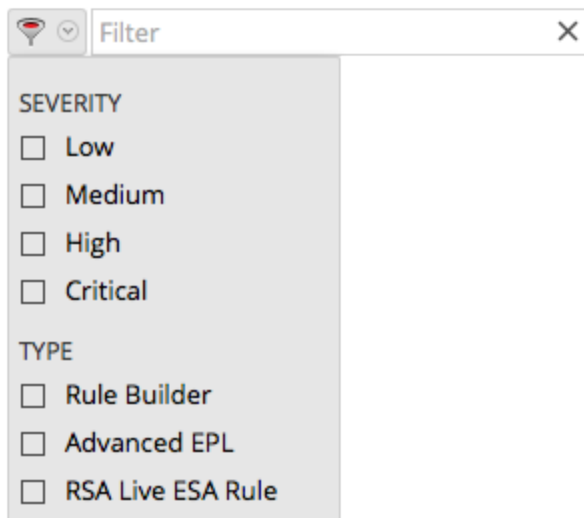 Filter
SEVERITY
Low
Medium
High
Critical
TYPE
Rule Builder
Advanced EPL
RSA Live ESA Rule